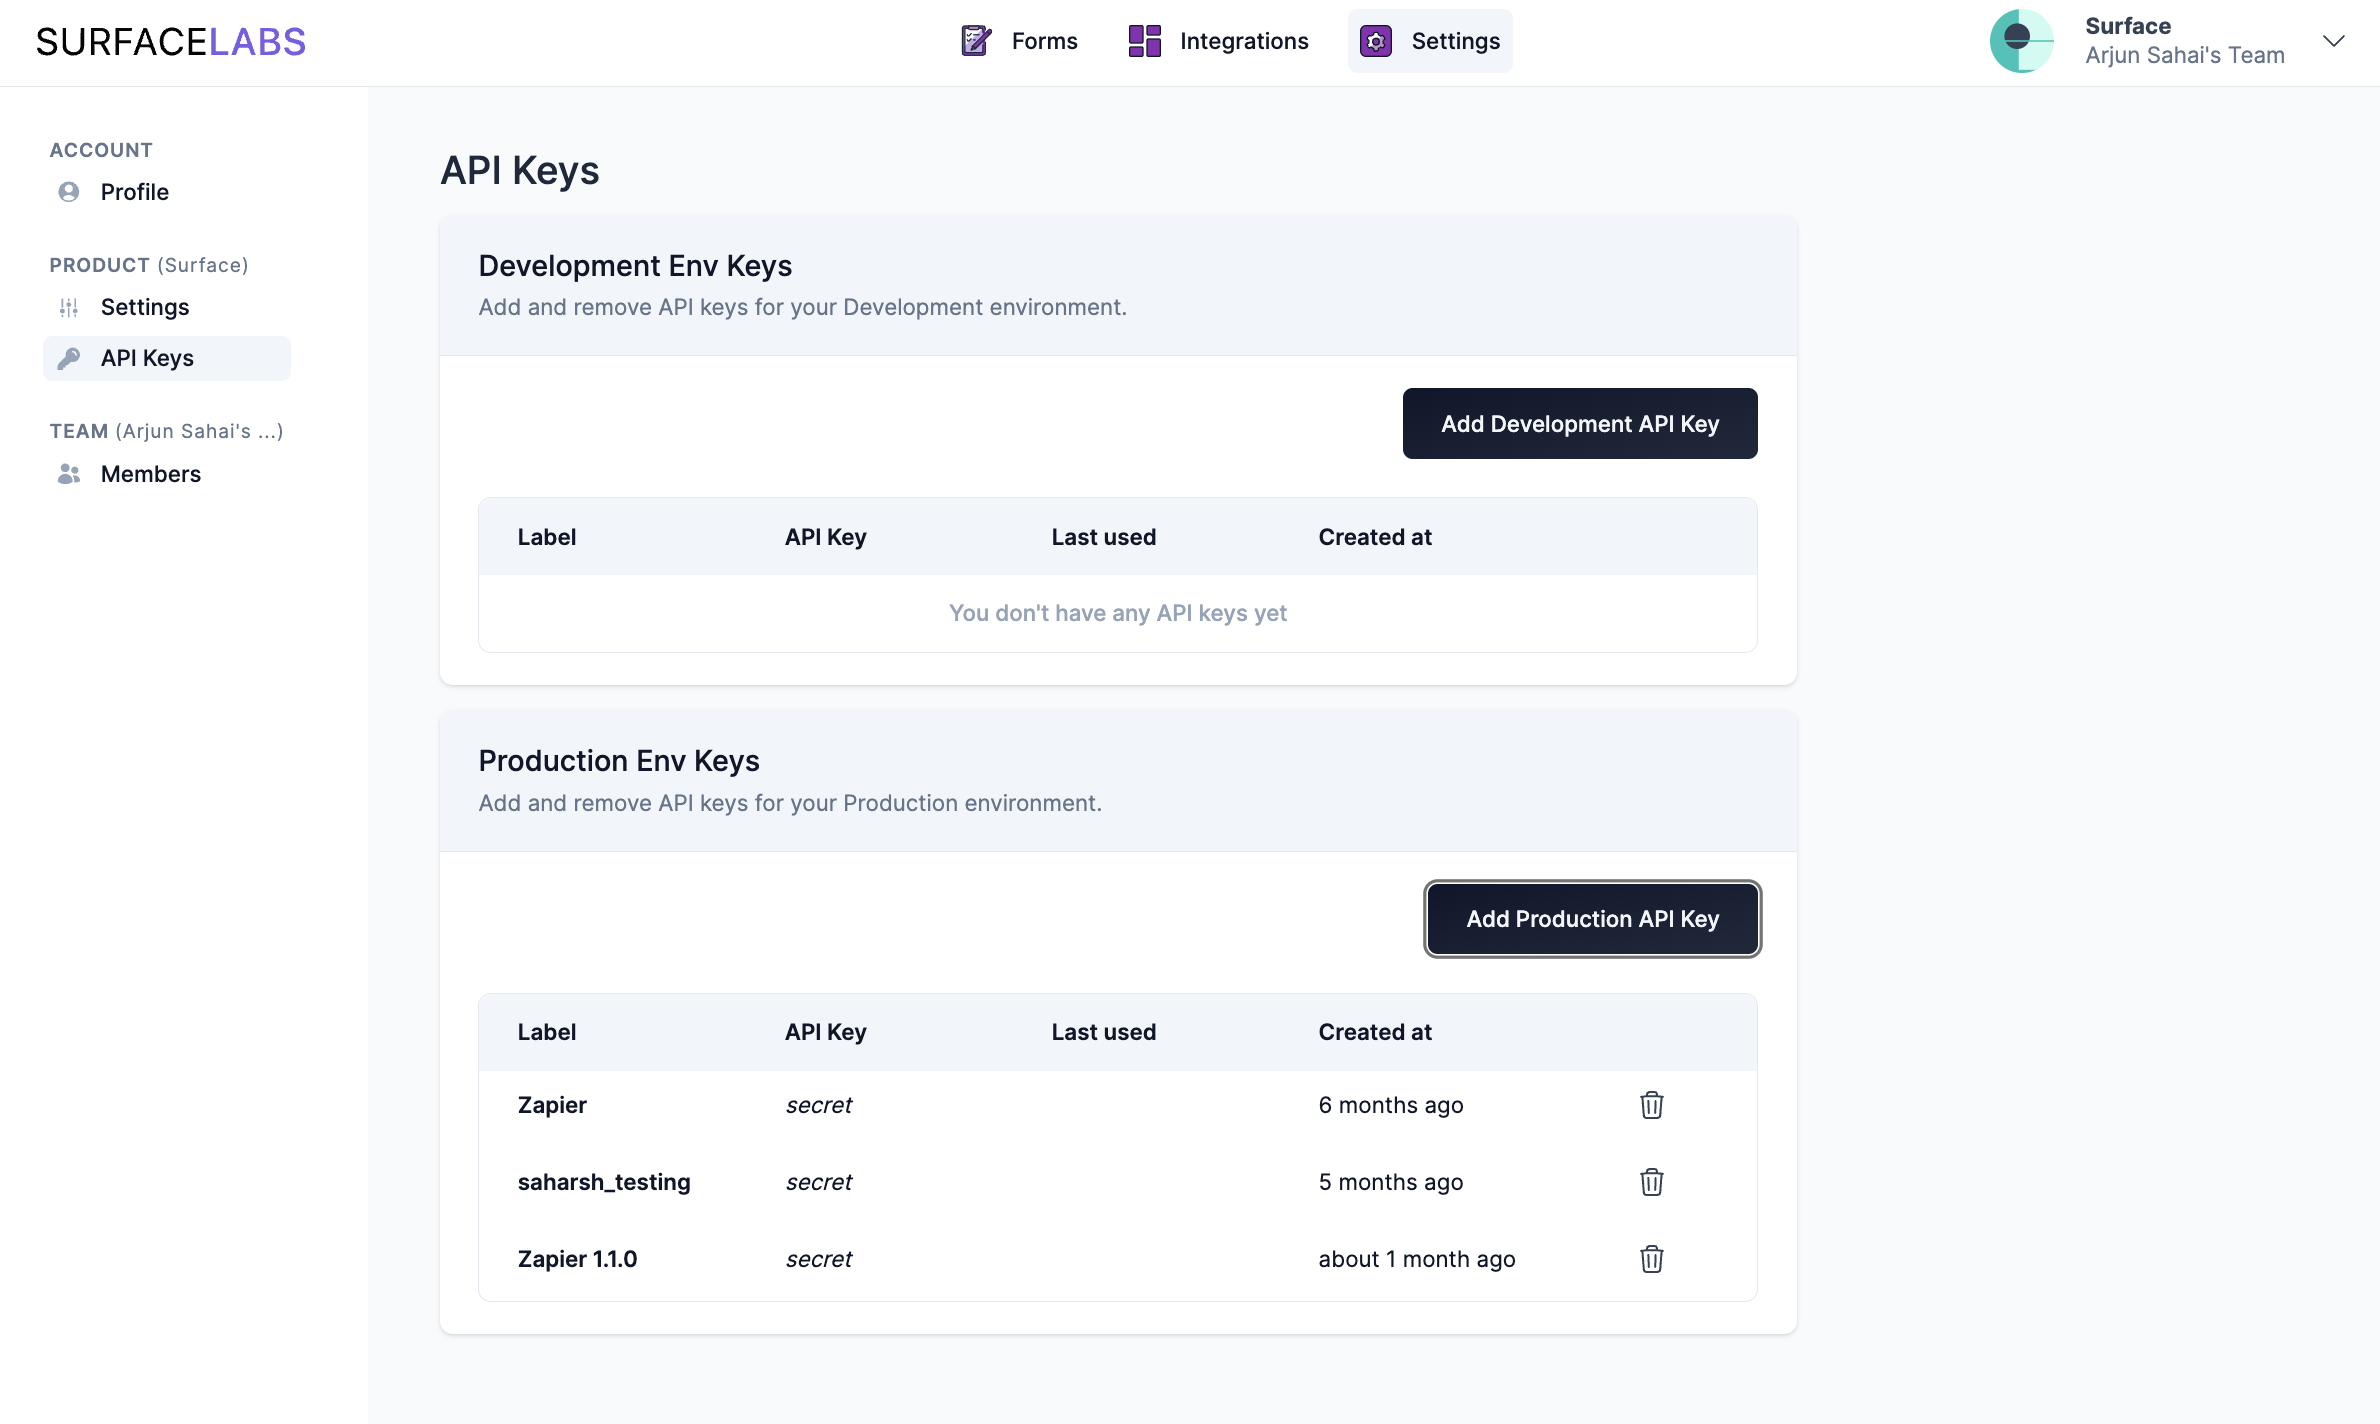 SURFACELABS
Forms
Integrations
Settings
Surface
Arjun Sahai's Team
ACCOUNT
Profile
PRODUCT (Surface)
Settings
API Keys
TEAM (Arjun Sahai's ...)
Members
API Keys
Development Env Keys
Add and remove API keys for your Development environment.
Add Development API Key
Label API Key Last used Created at
You don't have any API keys yet
Production Env Keys
Add and remove API keys for your Production environment.
Add Production API Key
Label API Key Last used Created at
Zapier secret 6 months ago
saharsh_testing secret 5 months ago
Zapier 1.1.0 secret about 1 month ago